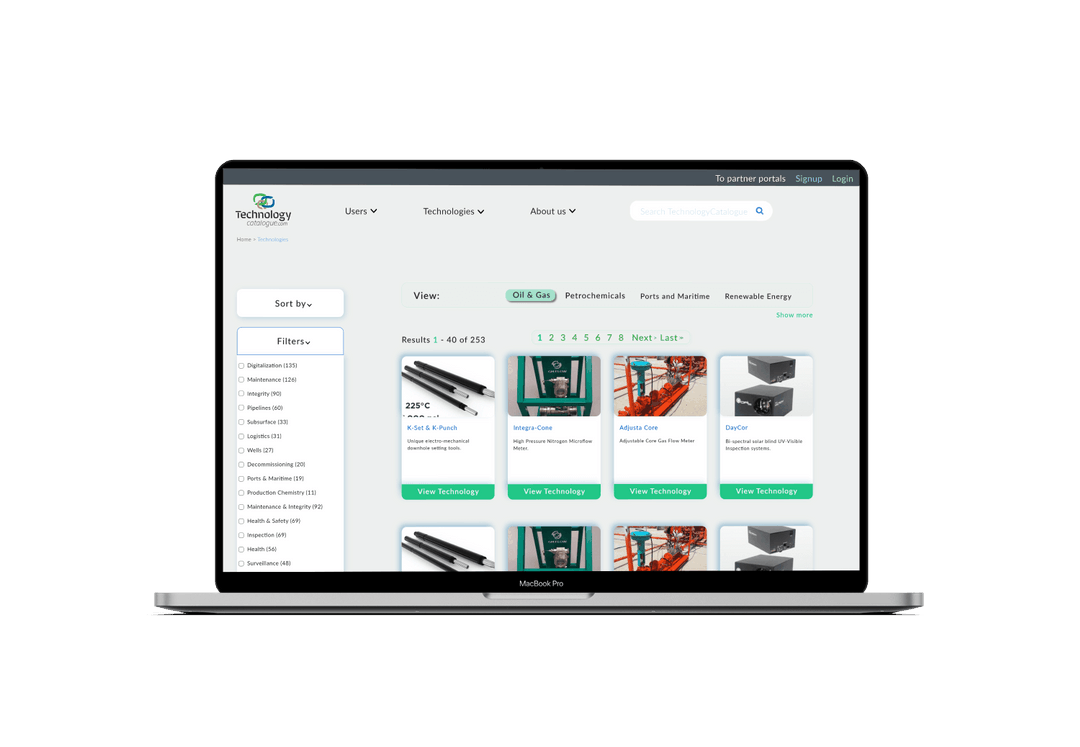 To partner portals Signup Login
Technology
catalogue.com
Users Technologies About us Search TechnologyCatalogue
Home > Technologies
Sort by
View: Oil & Gas Petrochemicals Ports and Maritime Renewable Energy
Show more
Filters
Results 1 - 40 of 253
1 2 3 4 5 6 7 8 Next› Last»
Digitalization (135)
Maintenance (126)
Integrity (90)
Pipelines (60)
Subsurface (33)
Logistics (31)
Wells (27)
Decommissioning (20)
Ports & Maritime (19)
Production Chemistry (11)
Maintenance & Integrity (92)
Health & Safety (69)
Inspection (69)
Health (56)
Surveillance (48)
225°C
K-Set & K-Punch
Unique electro-mechanical
downhole setting tools.
View Technology
Integra-Cone
High Pressure Nitrogen Microflow
Meter.
View Technology
Adjusta Core
Adjustable Core Gas Flow Meter
View Technology
DayCor
Bi-spectral solar blind UV-Visible
Inspection systems.
View Technology
MacBook Pro